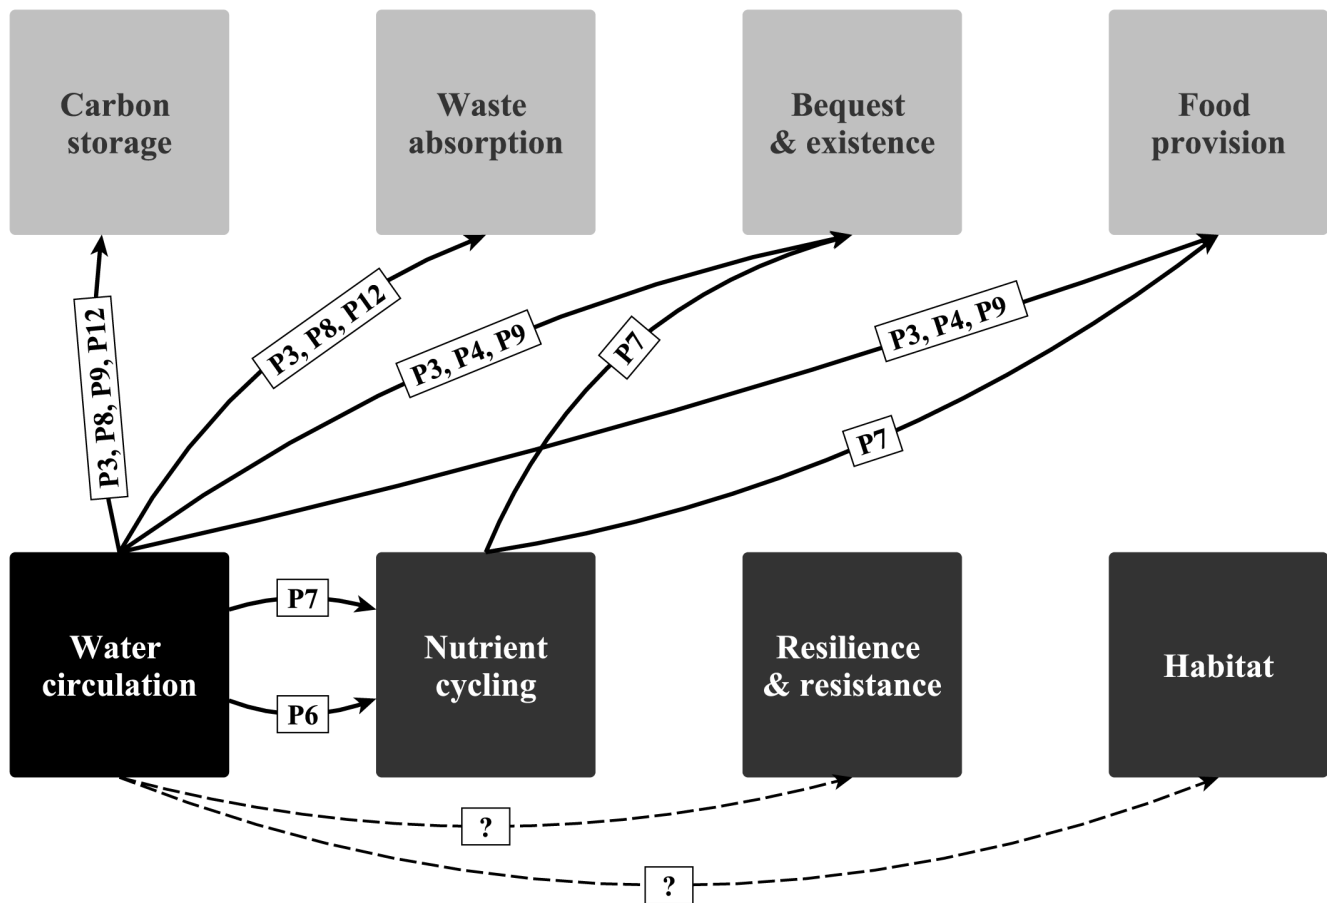 Carbon
storage
Waste
absorption
Bequest
& existence
Food
provision
P3, P8, P9, P12
P3, P8, P12
P3, P4, P9
P7
P3, P4, P9
P7
Water
circulation
P7
P6
Nutrient
cycling
Resilience
& resistance
Habitat
?
?